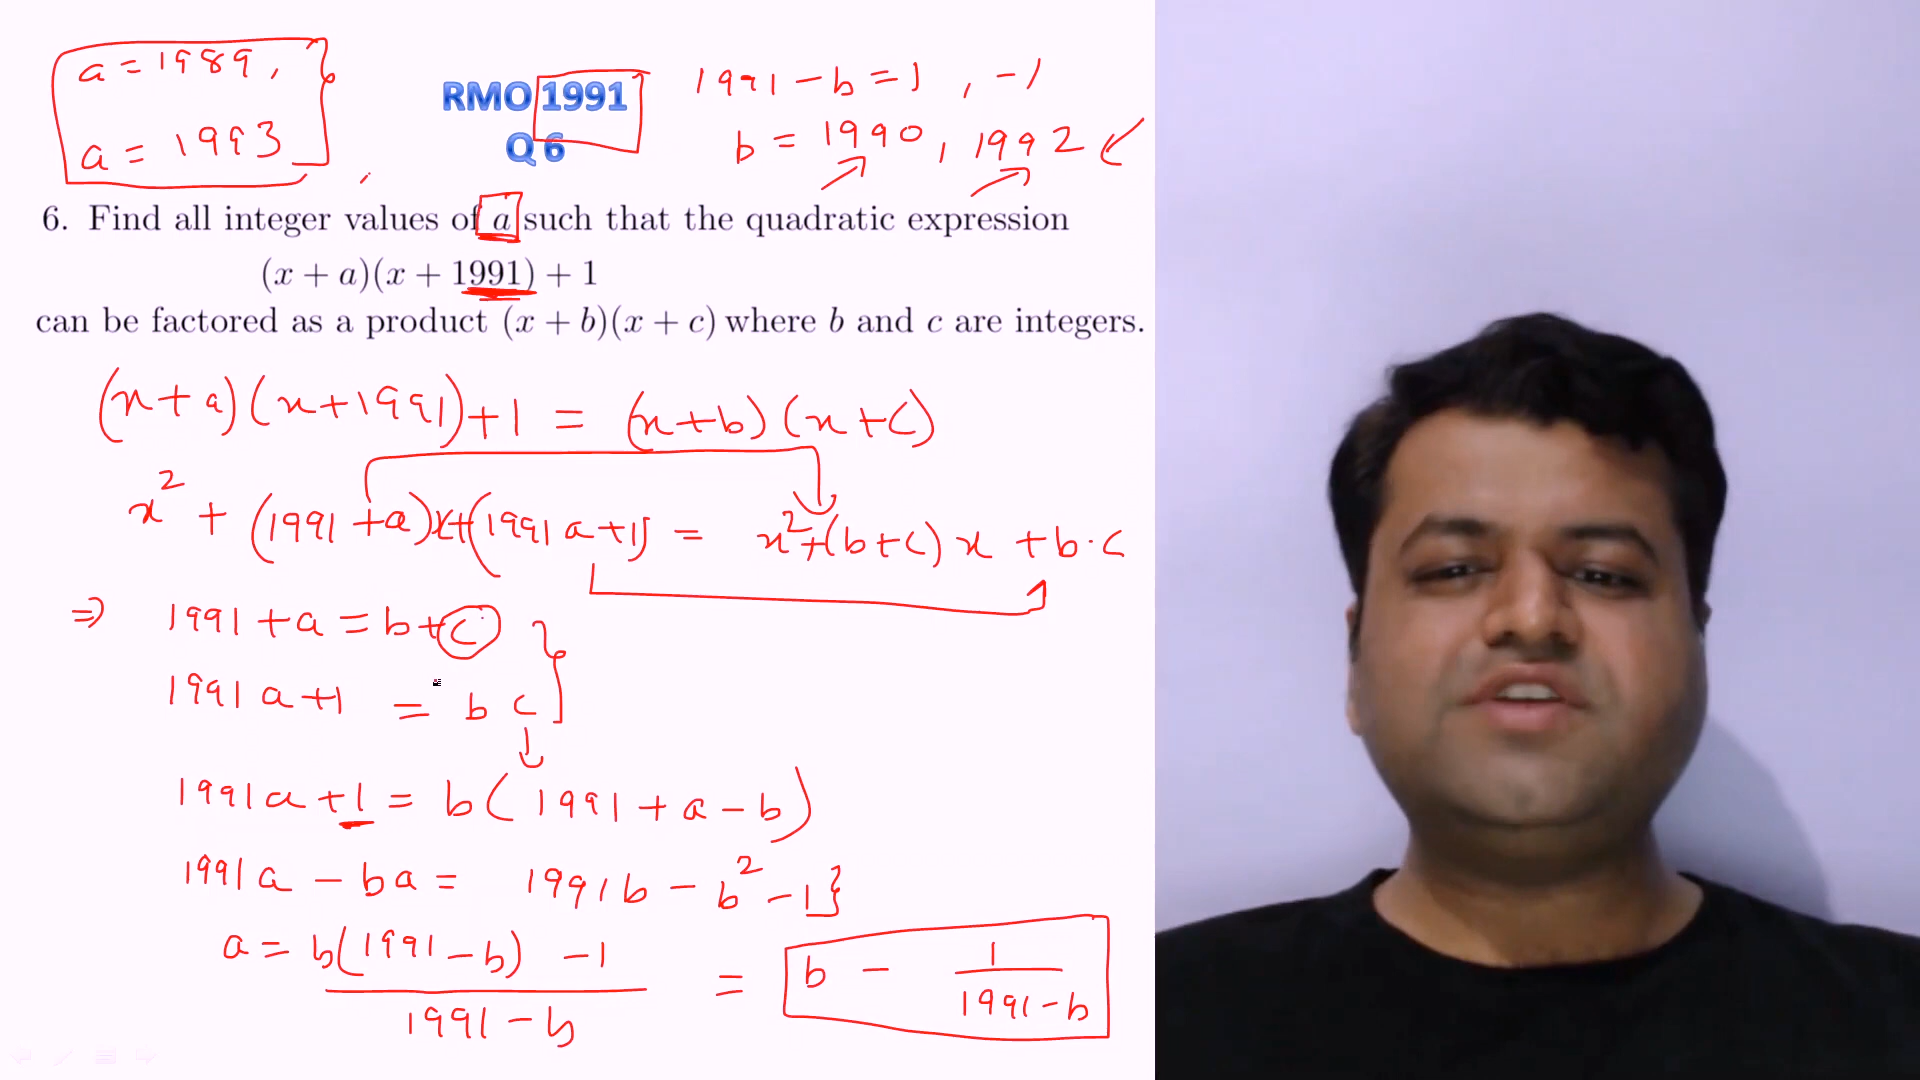 a = 1989,
a = 1993
RMO 1991
Q 6
1991 - b = 1 , -1
b = 1990 , 1992
6. Find all integer values of a such that the quadratic expression
(x + a)(x + 1991) + 1
can be factored as a product (x + b)(x + c) where b and c are integers.
(x+a)(x+1991)+1 = (x+b)(x+c)
x² + (1991+a)x+(1991a+1) = x²+(b+c)x +b·c
⇒ 1991+a = b+c
1991a+1 = bc
1991a+1 = b(1991+a-b)
1991a - ba = 1991b - b² -1}
a = b(1991-b) -1 / 1991-b = b - 1/1991-b